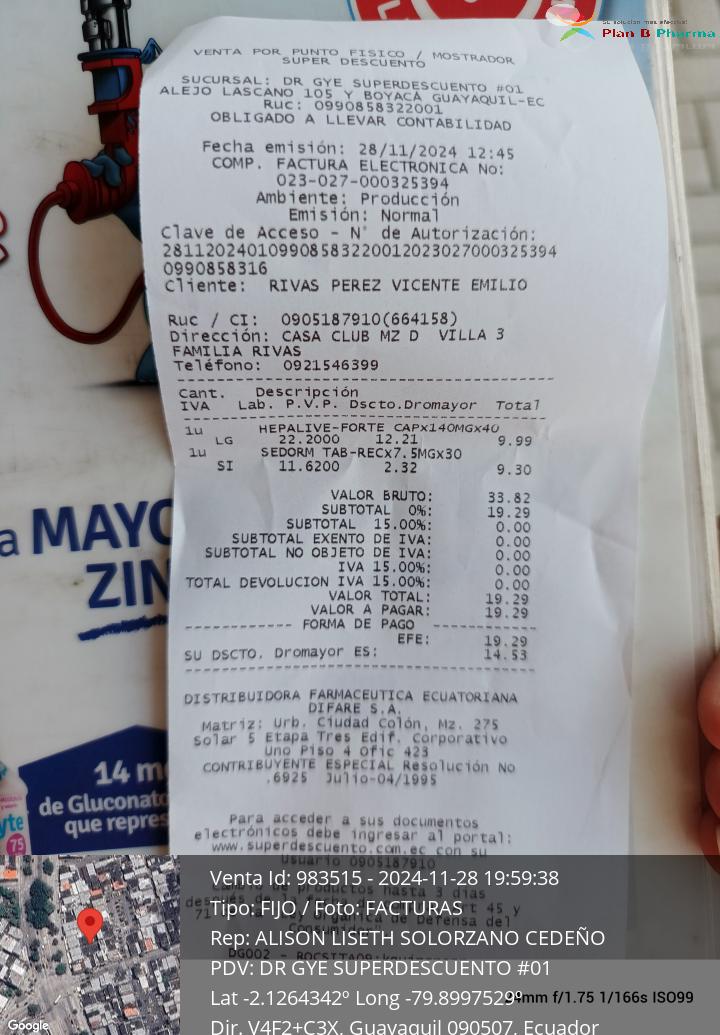 Su solución más efectiva!
Plan B Pharma
VENTA POR PUNTO FISICO / MOSTRADOR
SUPER DESCUENTO
SUCURSAL: DR GYE SUPERDESCUENTO #01
ALEJO LASCANO 105 Y BOYACÁ GUAYAQUIL-EC
Ruc: 0990858322001
OBLIGADO A LLEVAR CONTABILIDAD
Fecha emisión: 28/11/2024 12:45
COMP. FACTURA ELECTRONICA No:
023-027-000325394
Ambiente: Producción
Emisión: Normal
Clave de Acceso - N° de Autorización:
281120240109908583220012023027000325394
0990858316
Cliente: RIVAS PEREZ VICENTE EMILIO
Ruc / CI: 0905187910(664158)
Dirección: CASA CLUB MZ D VILLA 3
FAMILIA RIVAS
Teléfono: 0921546399
Cant. Descripción
IVA Lab. P.V.P. Dscto.Dromayor Total
1u HEPALIVE-FORTE CAPx140MGx40
LG 22.2000 12.21 9.99
1u SEDORM TAB-RECx7.5MGx30
SI 11.6200 2.32 9.30
VALOR BRUTO: 33.82
SUBTOTAL 0%: 19.29
SUBTOTAL 15.00%: 0.00
SUBTOTAL EXENTO DE IVA: 0.00
SUBTOTAL NO OBJETO DE IVA: 0.00
IVA 15.00%: 0.00
TOTAL DEVOLUCION IVA 15.00%: 0.00
VALOR TOTAL: 19.29
VALOR A PAGAR: 19.29
------------ FORMA DE PAGO ------------
EFE: 19.29
SU DSCTO. Dromayor ES: 14.53
DISTRIBUIDORA FARMACEUTICA ECUATORIANA
DIFARE S.A.
Matriz: Urb. Ciudad Colón, Mz. 275
Solar 5 Etapa Tres Edif. Corporativo
Uno Piso 4 Ofic 423
CONTRIBUYENTE ESPECIAL Resolución No
.6925 Julio-04/1995
Para acceder a sus documentos
electrónicos debe ingresar al portal:
www.superdescuento.com.ec con su
Usuario 0905187910
a MAYO
ZIN
14 m
de Gluconato
que repres
yte
75
Venta Id: 983515 - 2024-11-28 19:59:38
Tipo: FIJO / Foto: FACTURAS
Rep: ALISON LISETH SOLORZANO CEDEÑO
PDV: DR GYE SUPERDESCUENTO #01
Lat -2.1264342º Long -79.8997529
mm f/1.75 1/166s ISO99
Dir. V4F2+C3X, Guayaquil 090507, Ecuador
Google